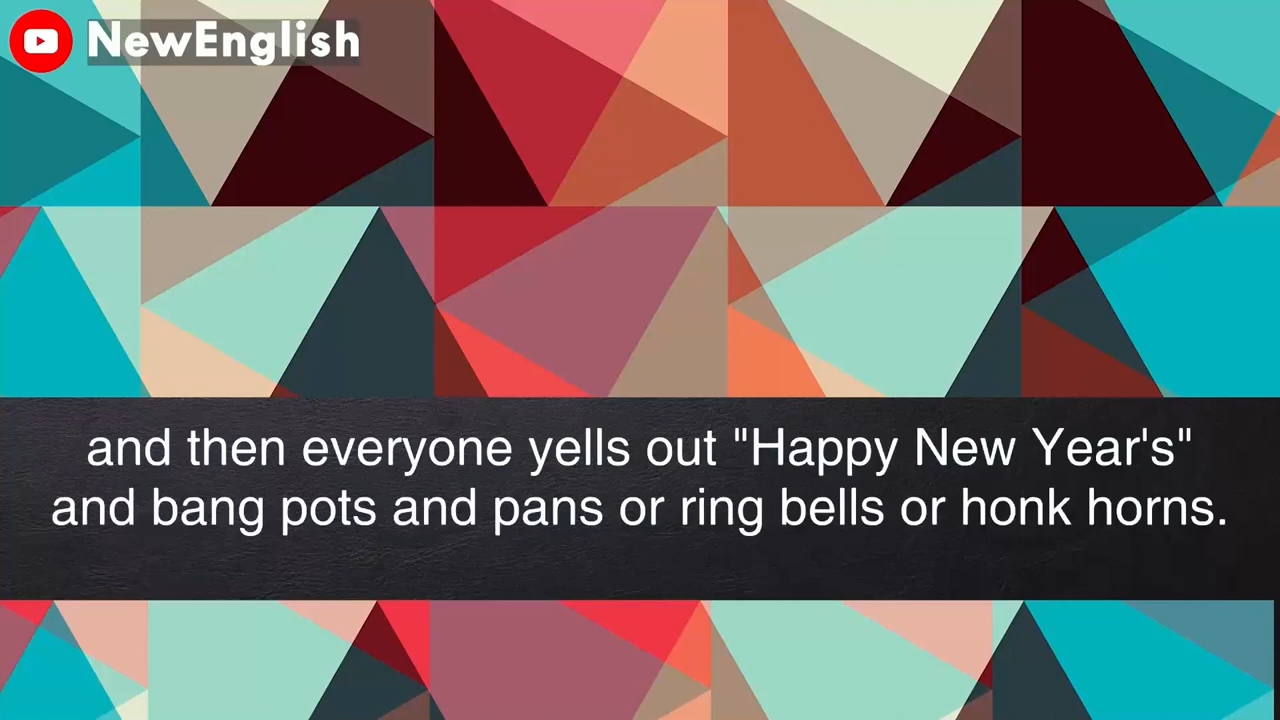 NewEnglish
and then everyone yells out "Happy New Year's"
and bang pots and pans or ring bells or honk horns.